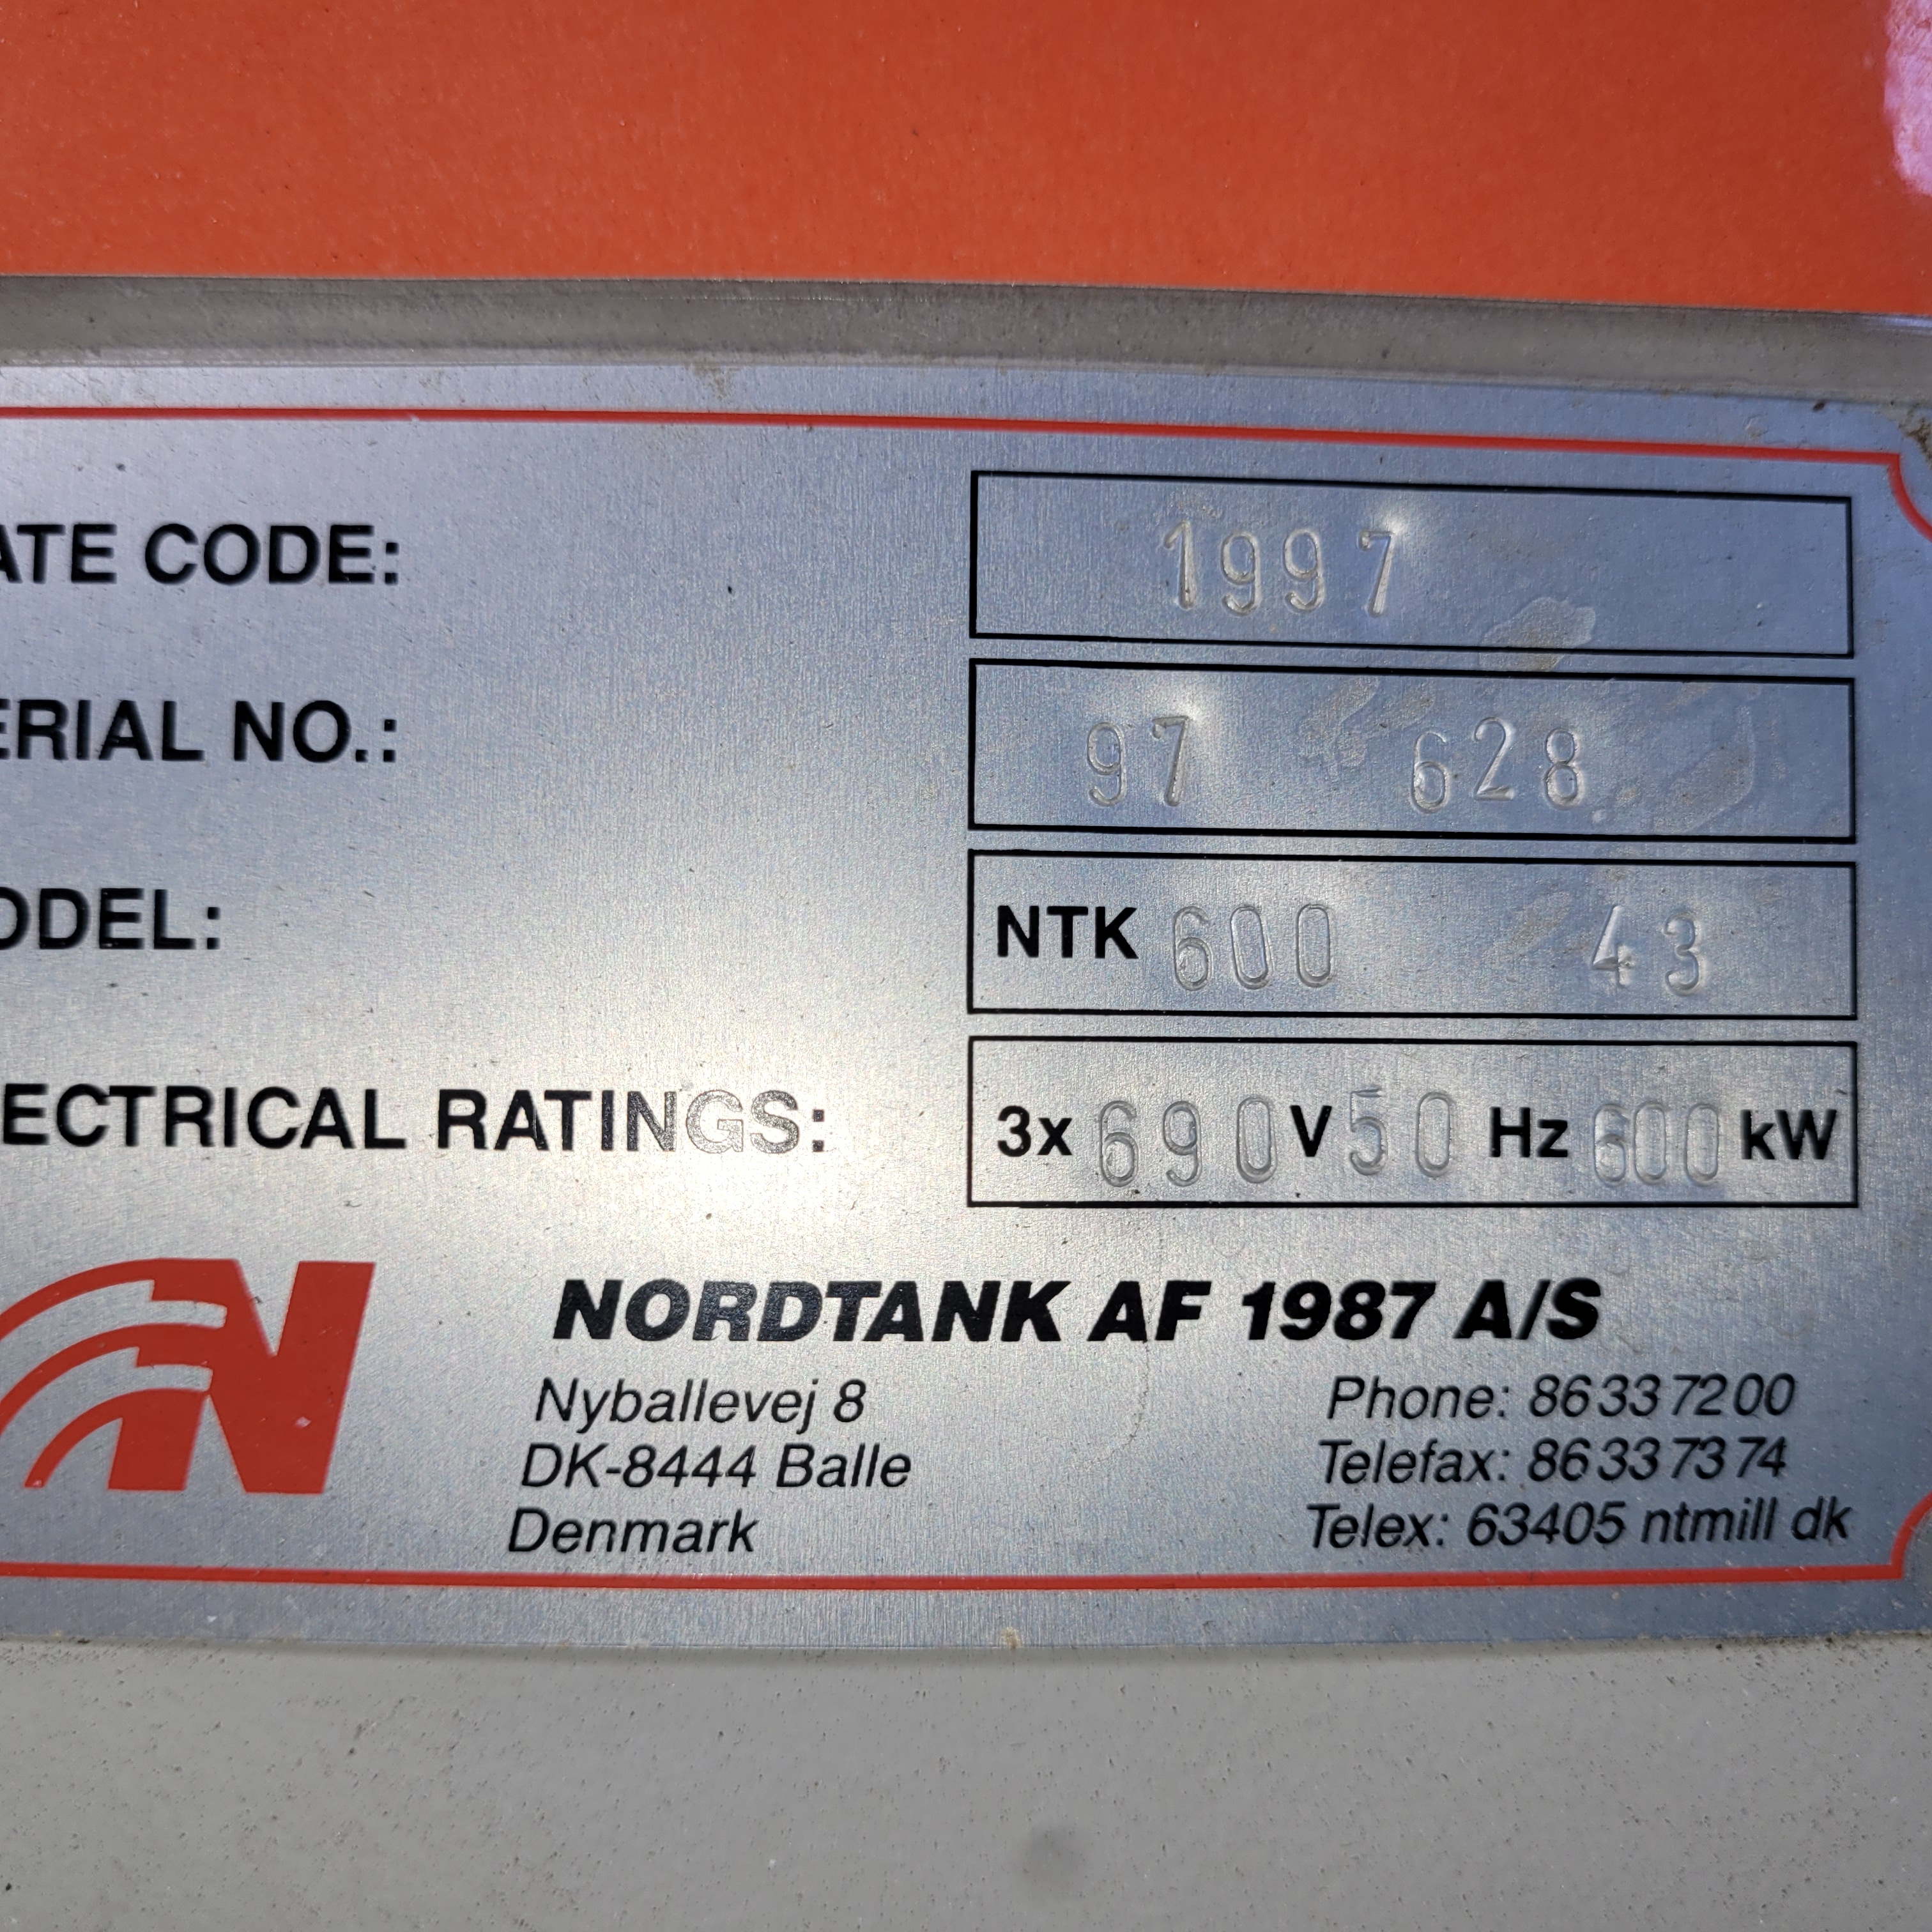 ATE CODE: 1997
ERIAL NO.: 97 628
ODEL: NTK 600 43
ECTRICAL RATINGS: 3x 690 V 50 Hz 600 kW
NORDTANK AF 1987 A/S
Nyballevej 8 Phone: 86 33 72 00
DK-8444 Balle Telefax: 86 33 73 74
Denmark Telex: 63405 ntmill dk